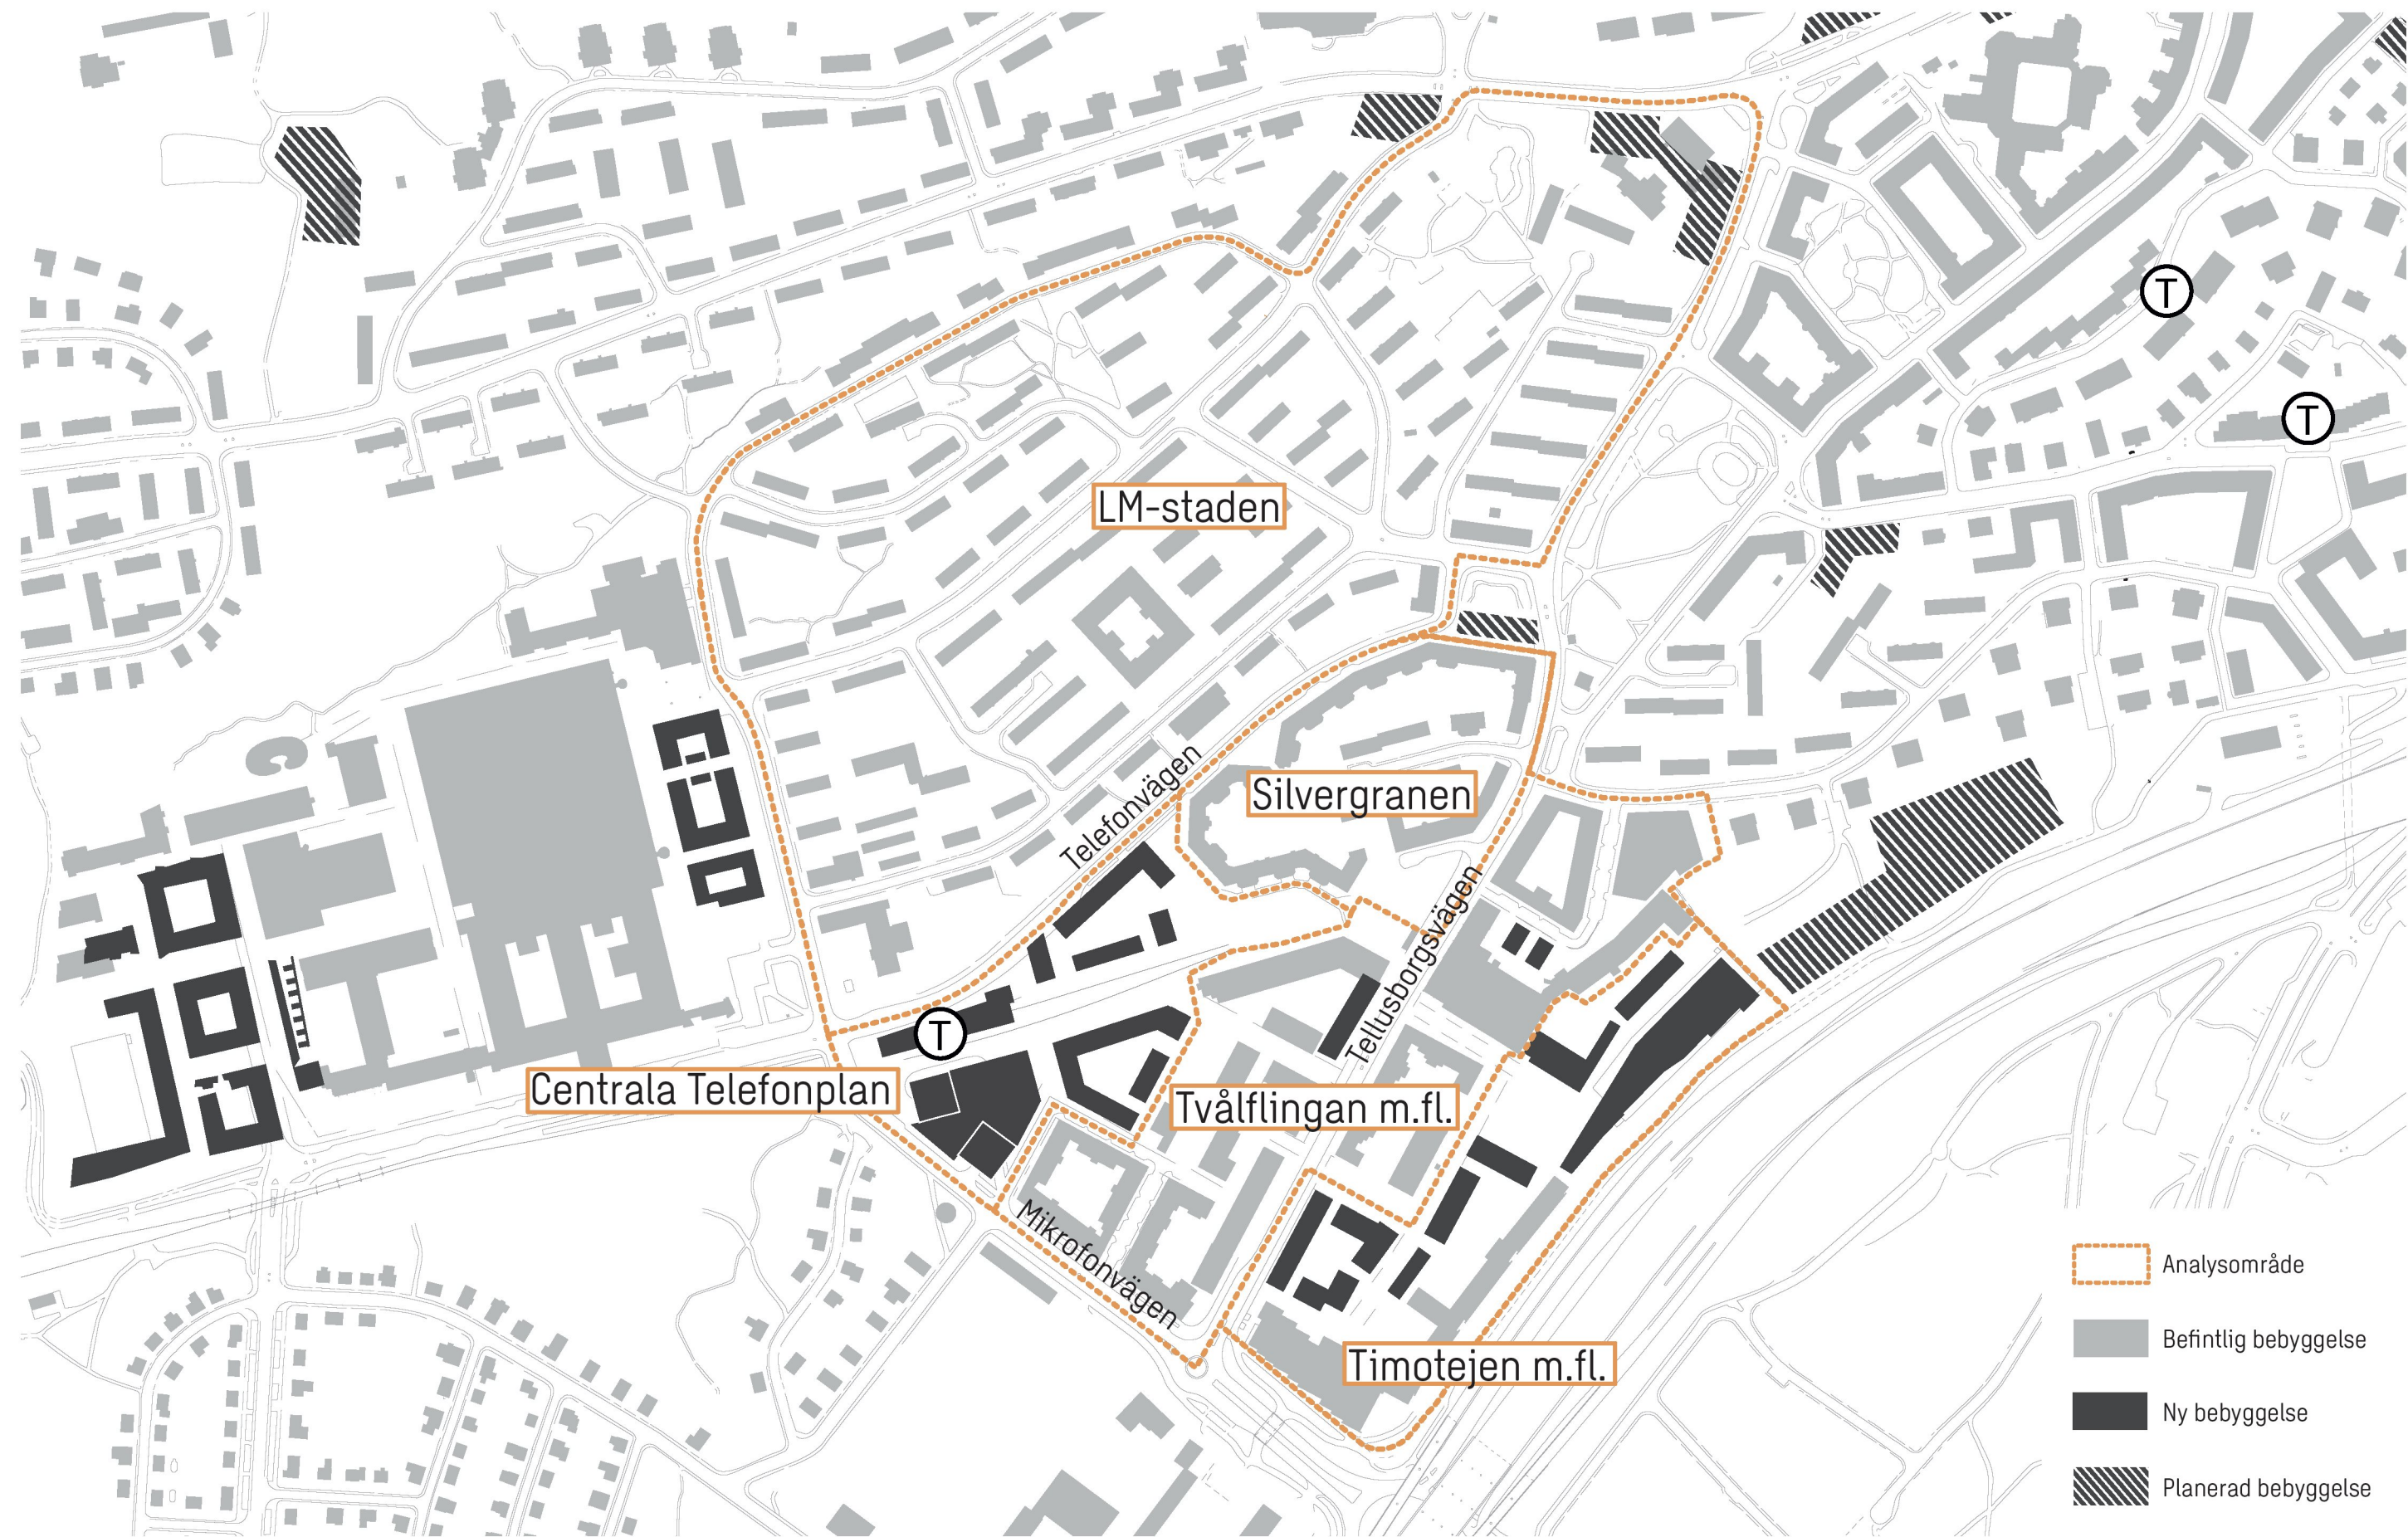 T
T
LM-staden
Telefonvägen
Silvergranen
Tellusborgsvägen
T
Centrala Telefonplan
Tvålflingan m.fl.
Mikrofonvägen
Timotejen m.fl.
Analysområde
Befintlig bebyggelse
Ny bebyggelse
Planerad bebyggelse